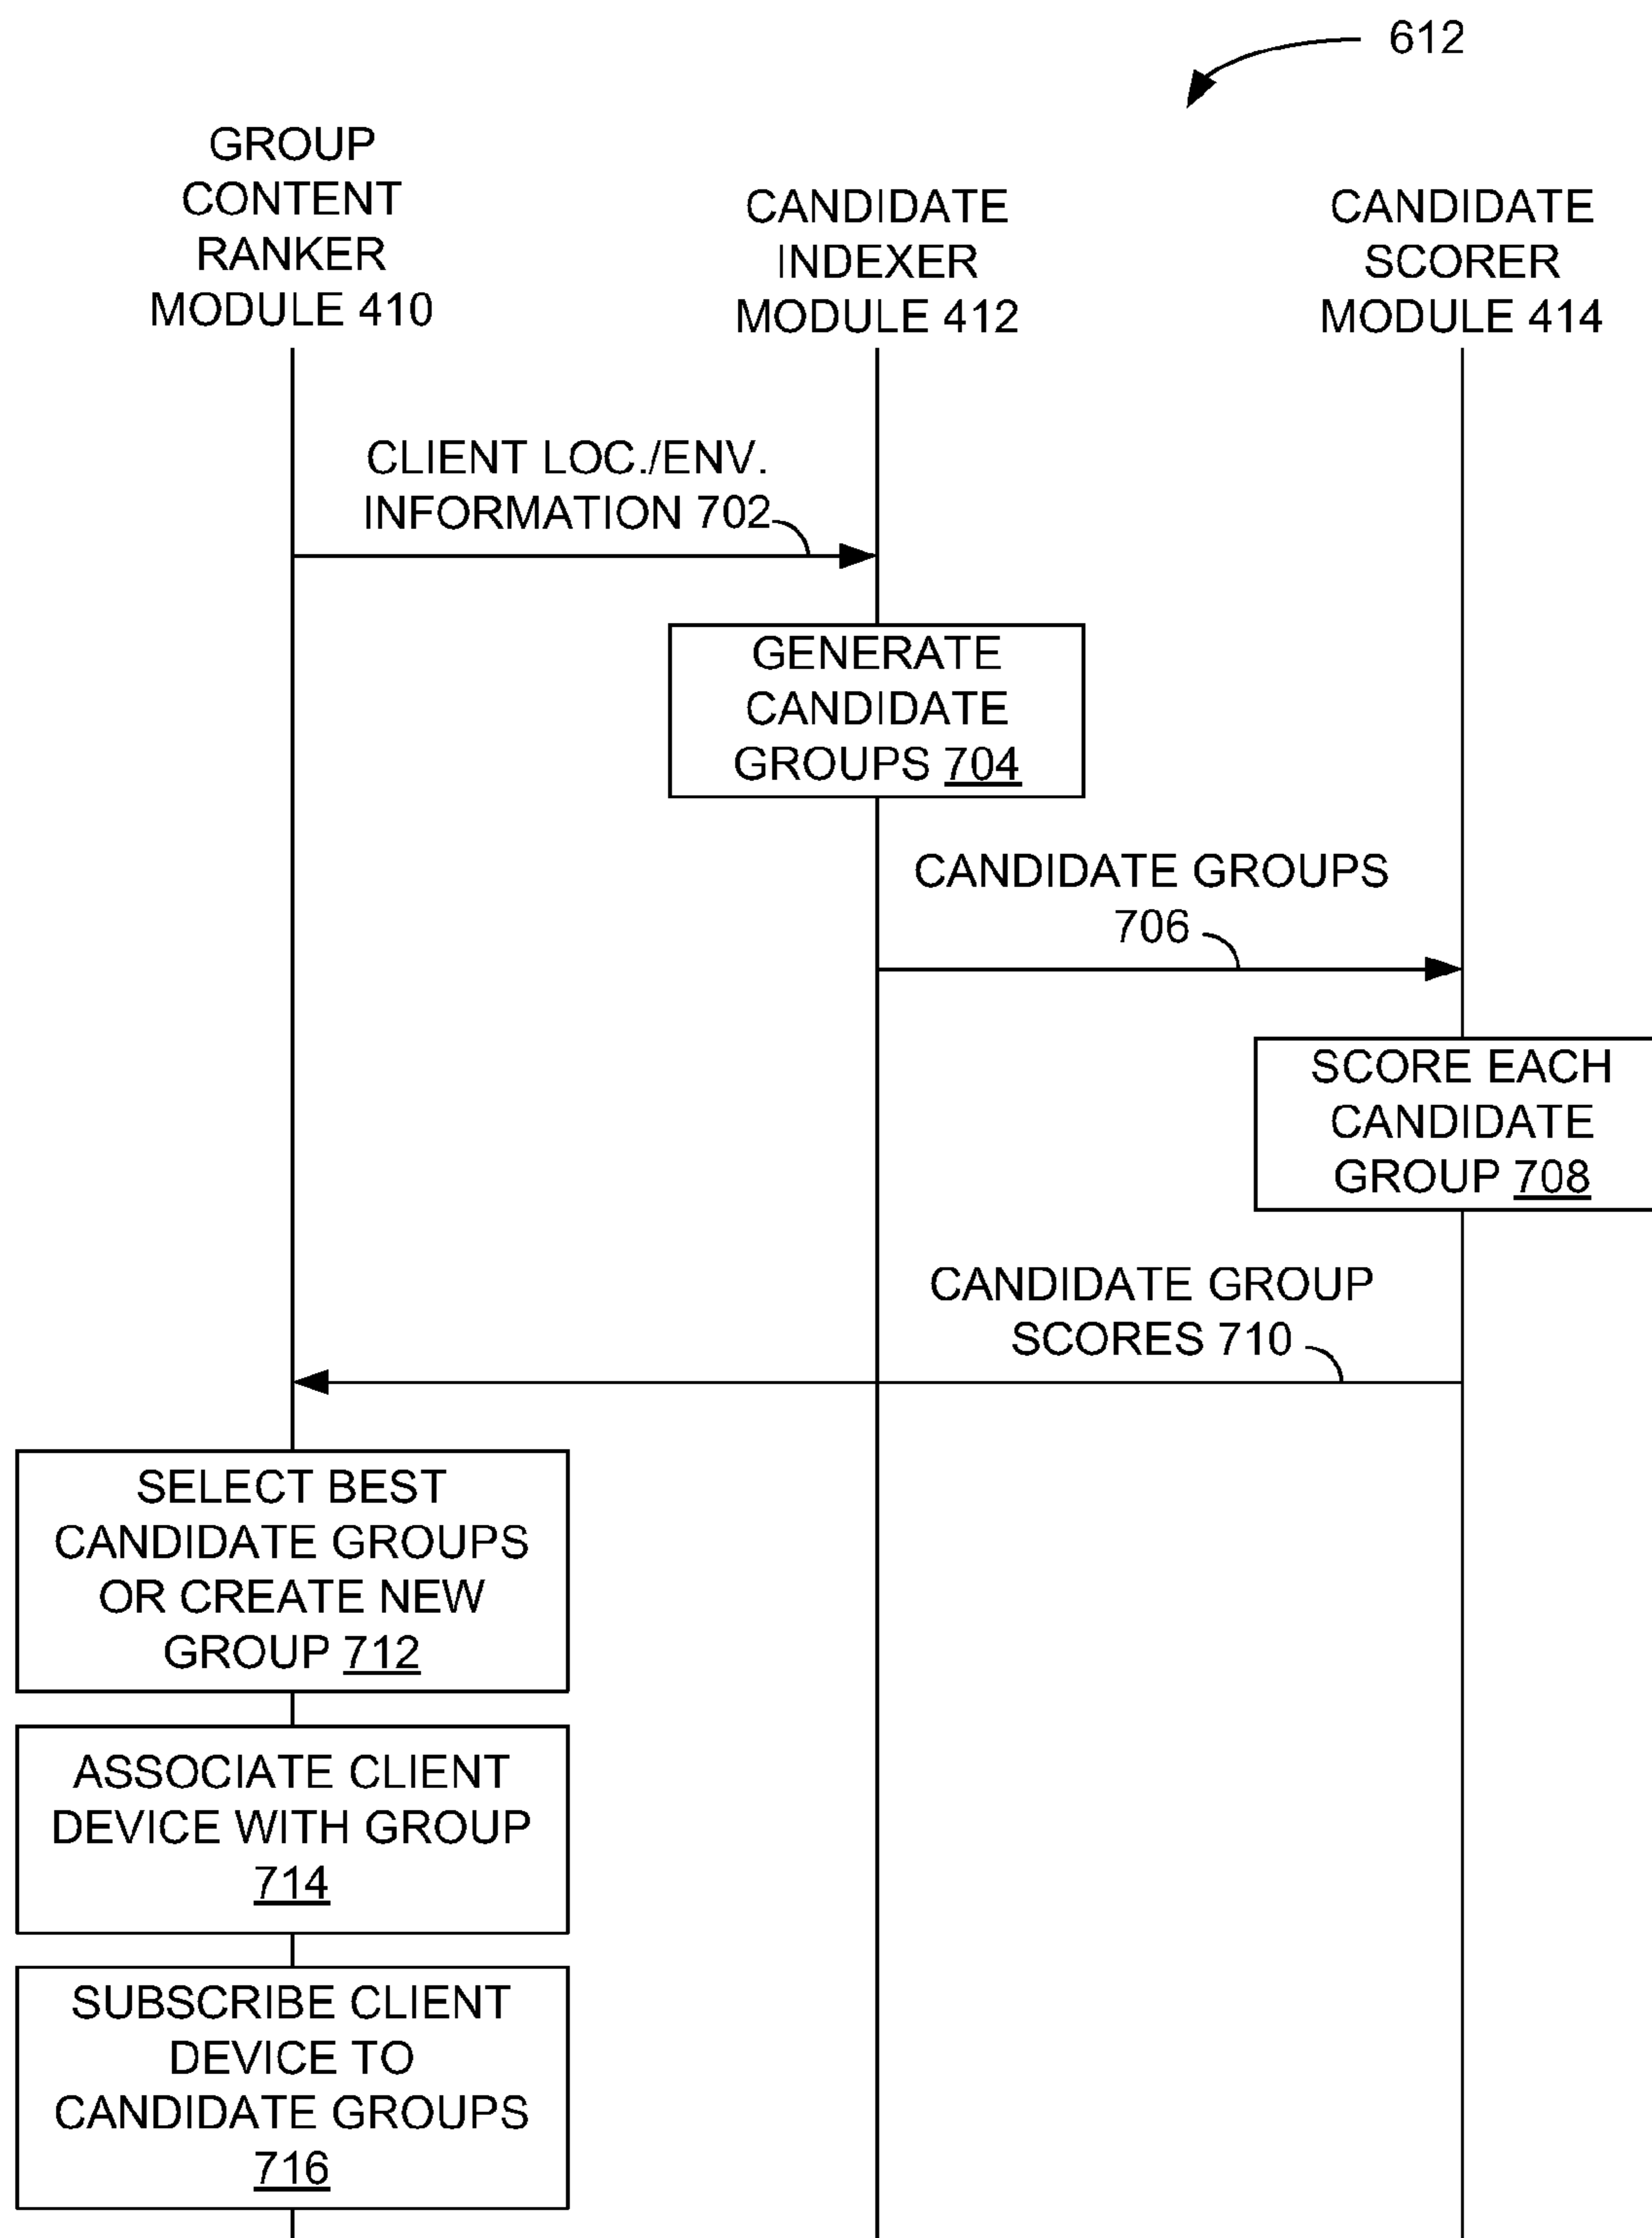 612
GROUP
CONTENT
RANKER
MODULE 410
CANDIDATE
INDEXER
MODULE 412
CANDIDATE
SCORER
MODULE 414
CLIENT LOC./ENV.
INFORMATION 702
GENERATE
CANDIDATE
GROUPS 704
CANDIDATE GROUPS
706
SCORE EACH
CANDIDATE
GROUP 708
CANDIDATE GROUP
SCORES 710
SELECT BEST
CANDIDATE GROUPS
OR CREATE NEW
GROUP 712
ASSOCIATE CLIENT
DEVICE WITH GROUP
714
SUBSCRIBE CLIENT
DEVICE TO
CANDIDATE GROUPS
716